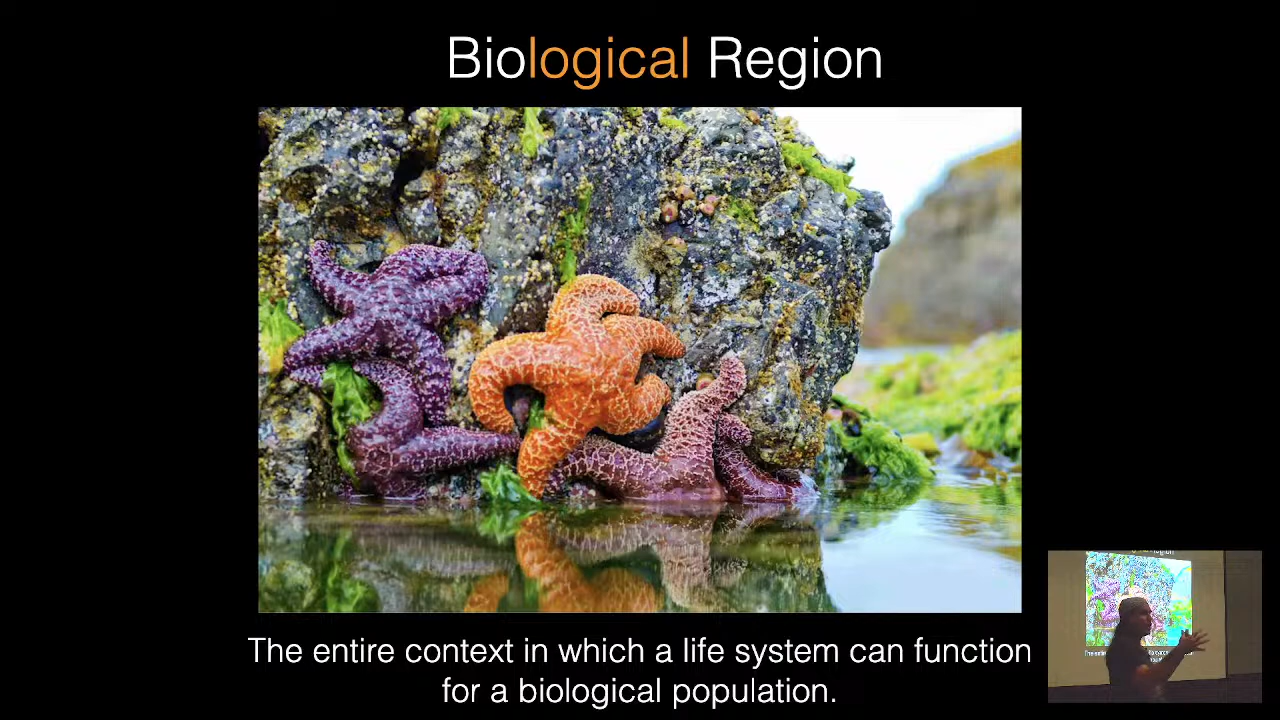 Biological Region
The entire context in which a life system can function
for a biological population.